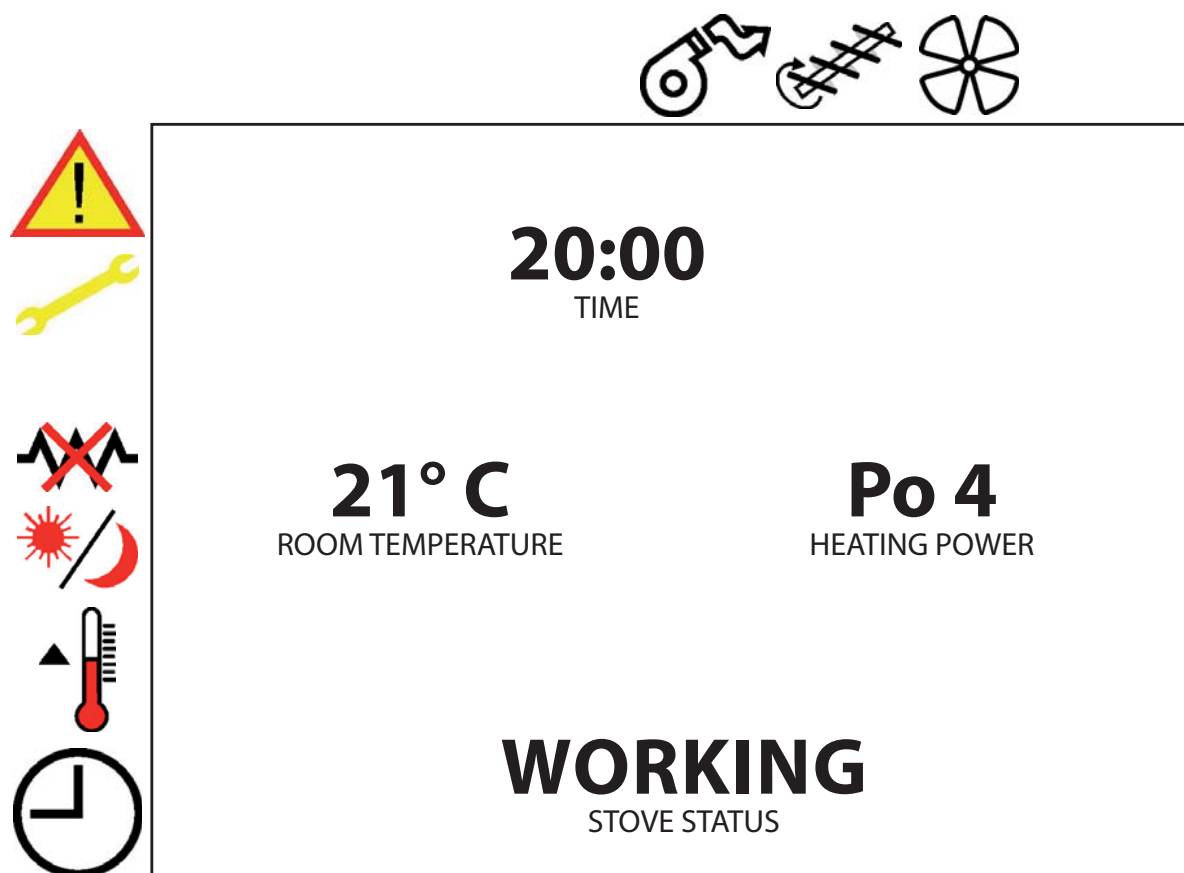 20:00
TIME
21° C
ROOM TEMPERATURE
Po 4
HEATING POWER
WORKING
STOVE STATUS